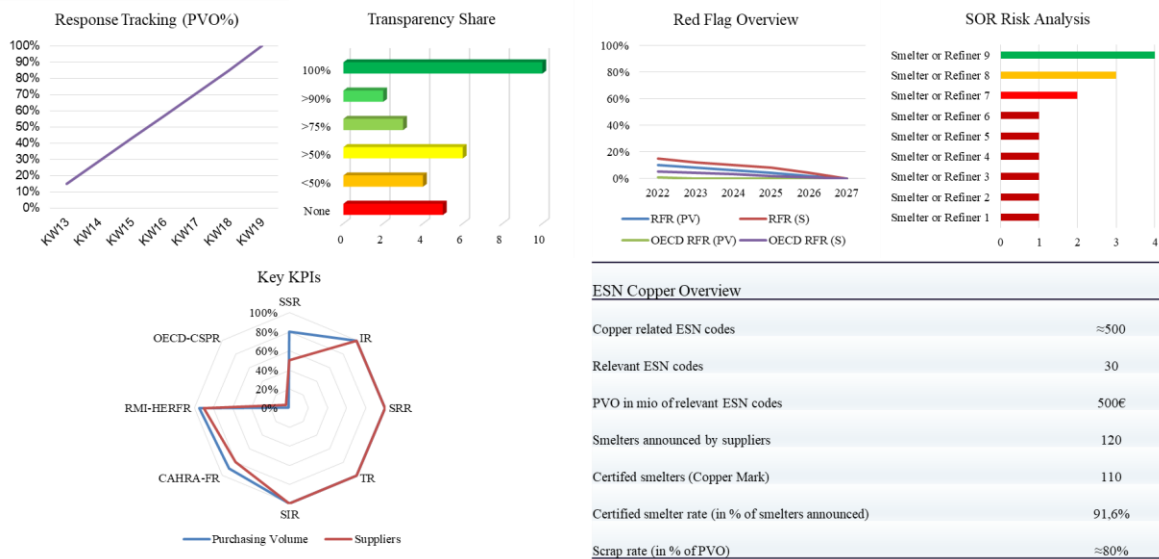 Response Tracking (PVO%)
100%
90%
80%
70%
60%
50%
40%
30%
20%
10%
0%
KW13
KW14
KW15
KW16
KW17
KW18
KW19
Transparency Share
100%
>90%
>75%
>50%
<50%
None
0
2
4
6
8
10
Red Flag Overview
100%
80%
60%
40%
20%
0%
2022
2023
2024
2025
2026
2027
RFR (PV)
RFR (S)
OECD RFR (PV)
OECD RFR (S)
SOR Risk Analysis
Smelter or Refiner 9
Smelter or Refiner 8
Smelter or Refiner 7
Smelter or Refiner 6
Smelter or Refiner 5
Smelter or Refiner 4
Smelter or Refiner 3
Smelter or Refiner 2
Smelter or Refiner 1
0
1
2
3
4
Key KPIs
SSR
IR
SRR
TR
SIR
CAHRA-FR
RMI-HERFR
OECD-CSPR
100%
80%
60%
40%
20%
0%
Purchasing Volume
Suppliers
ESN Copper Overview
Copper related ESN codes ≈500
Relevant ESN codes 30
PVO in mio of relevant ESN codes 500€
Smelters announced by suppliers 120
Certifed smelters (Copper Mark) 110
Certified smelter rate (in % of smelters announced) 91,6%
Scrap rate (in % of PVO) ≈80%